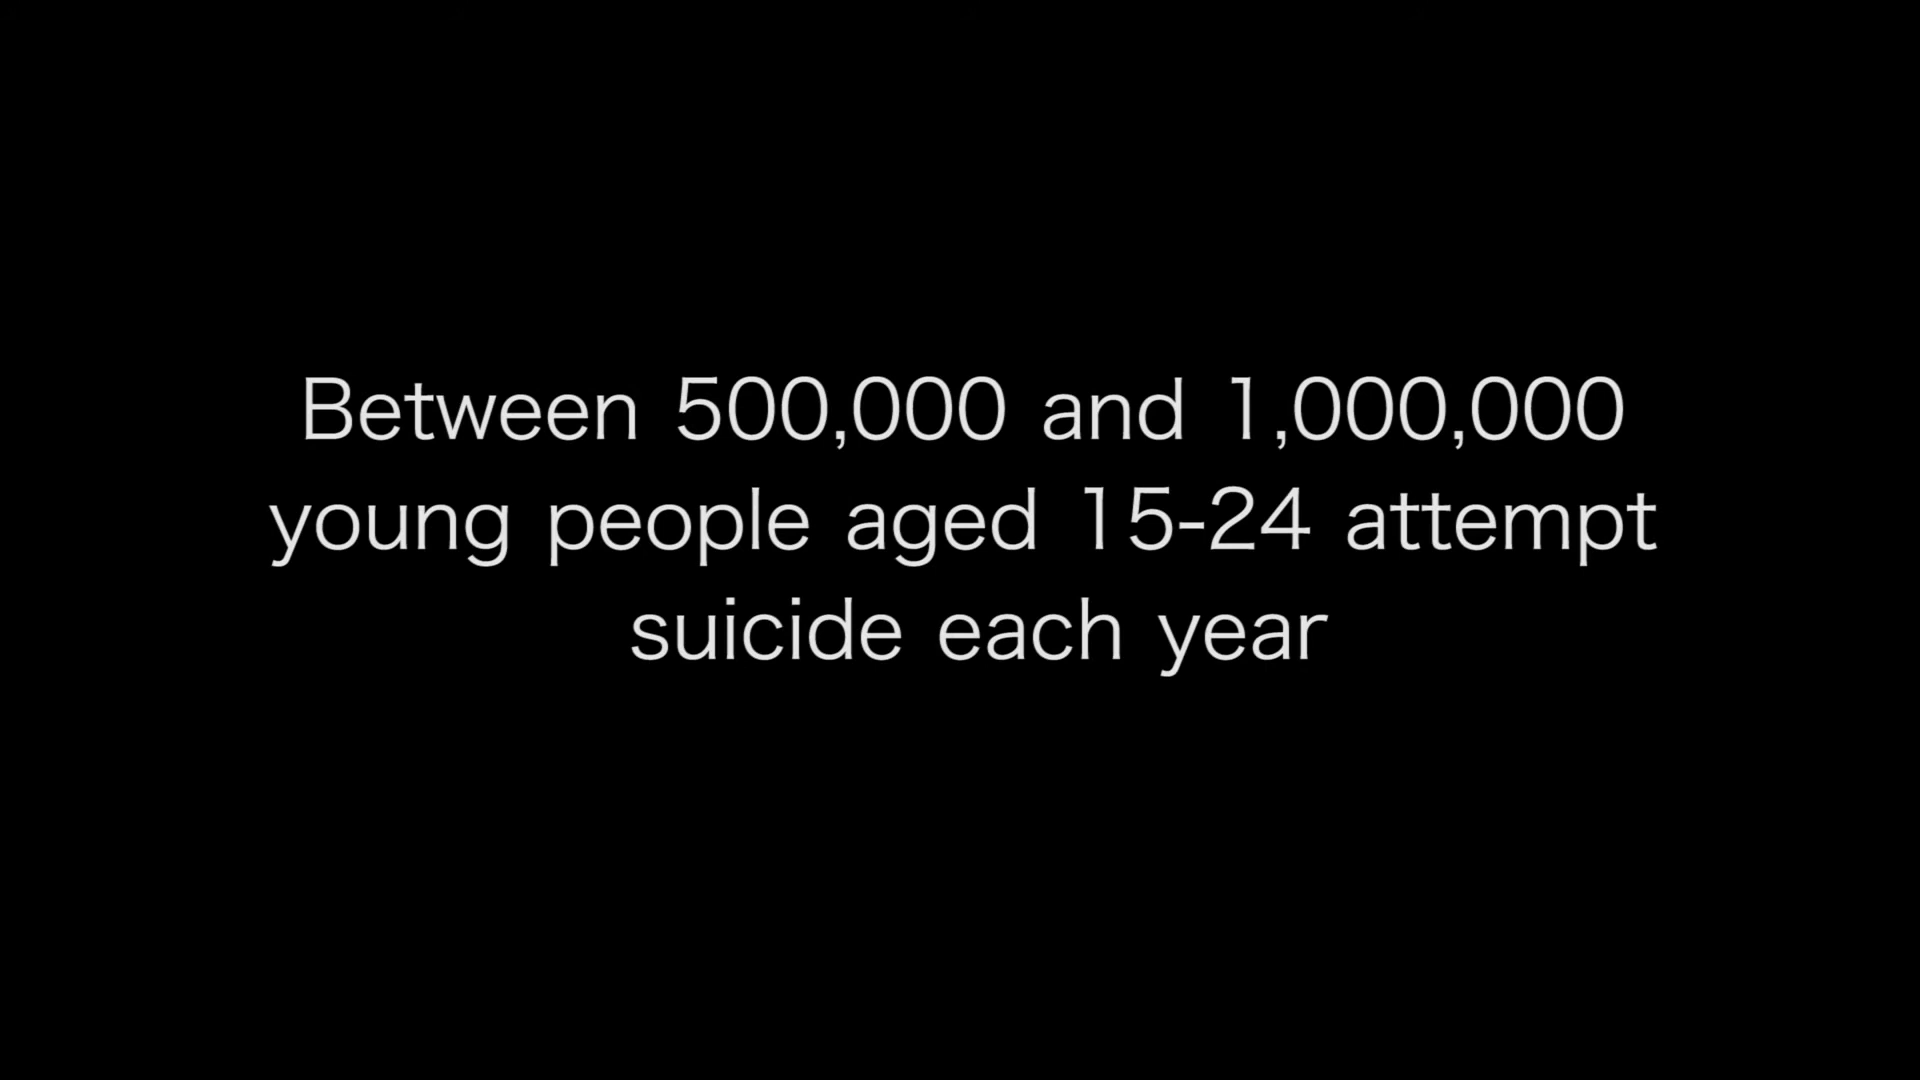 Between 500,000 and 1,000,000
young people aged 15-24 attempt
suicide each year